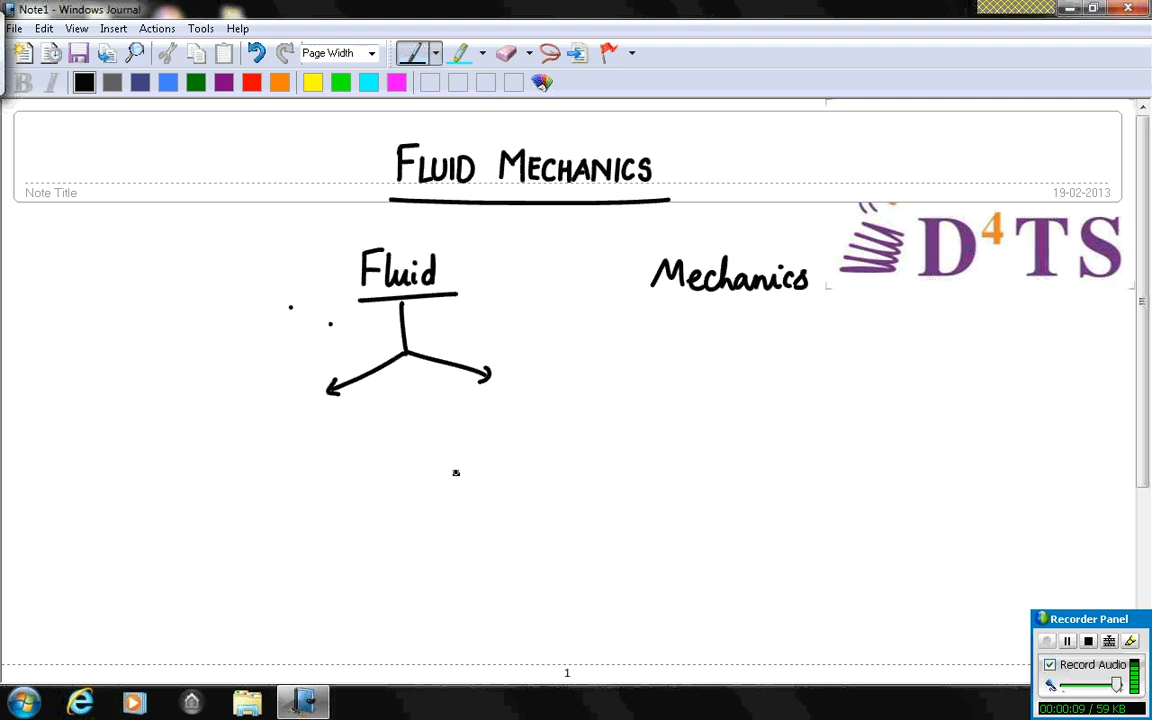 Note1 - Windows Journal
File Edit View Insert Actions Tools Help
Page Width
B I
FLUID MECHANICS
Note Title
19-02-2013
D4TS
Fluid
Mechanics
1
Recorder Panel
Record Audio
00:00:09 / 59 KB